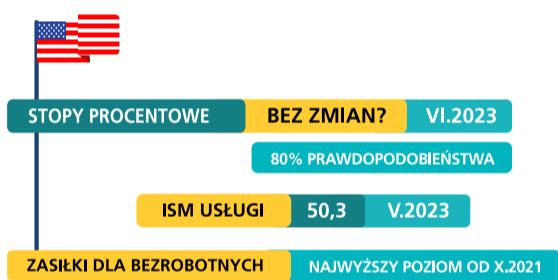 STOPY PROCENTOWE BEZ ZMIAN? VI.2023
80% PRAWDOPODOBIEŃSTWA
ISM USŁUGI 50,3 V.2023
ZASIŁKI DLA BEZROBOTNYCH NAJWYŻSZY POZIOM OD X.2021